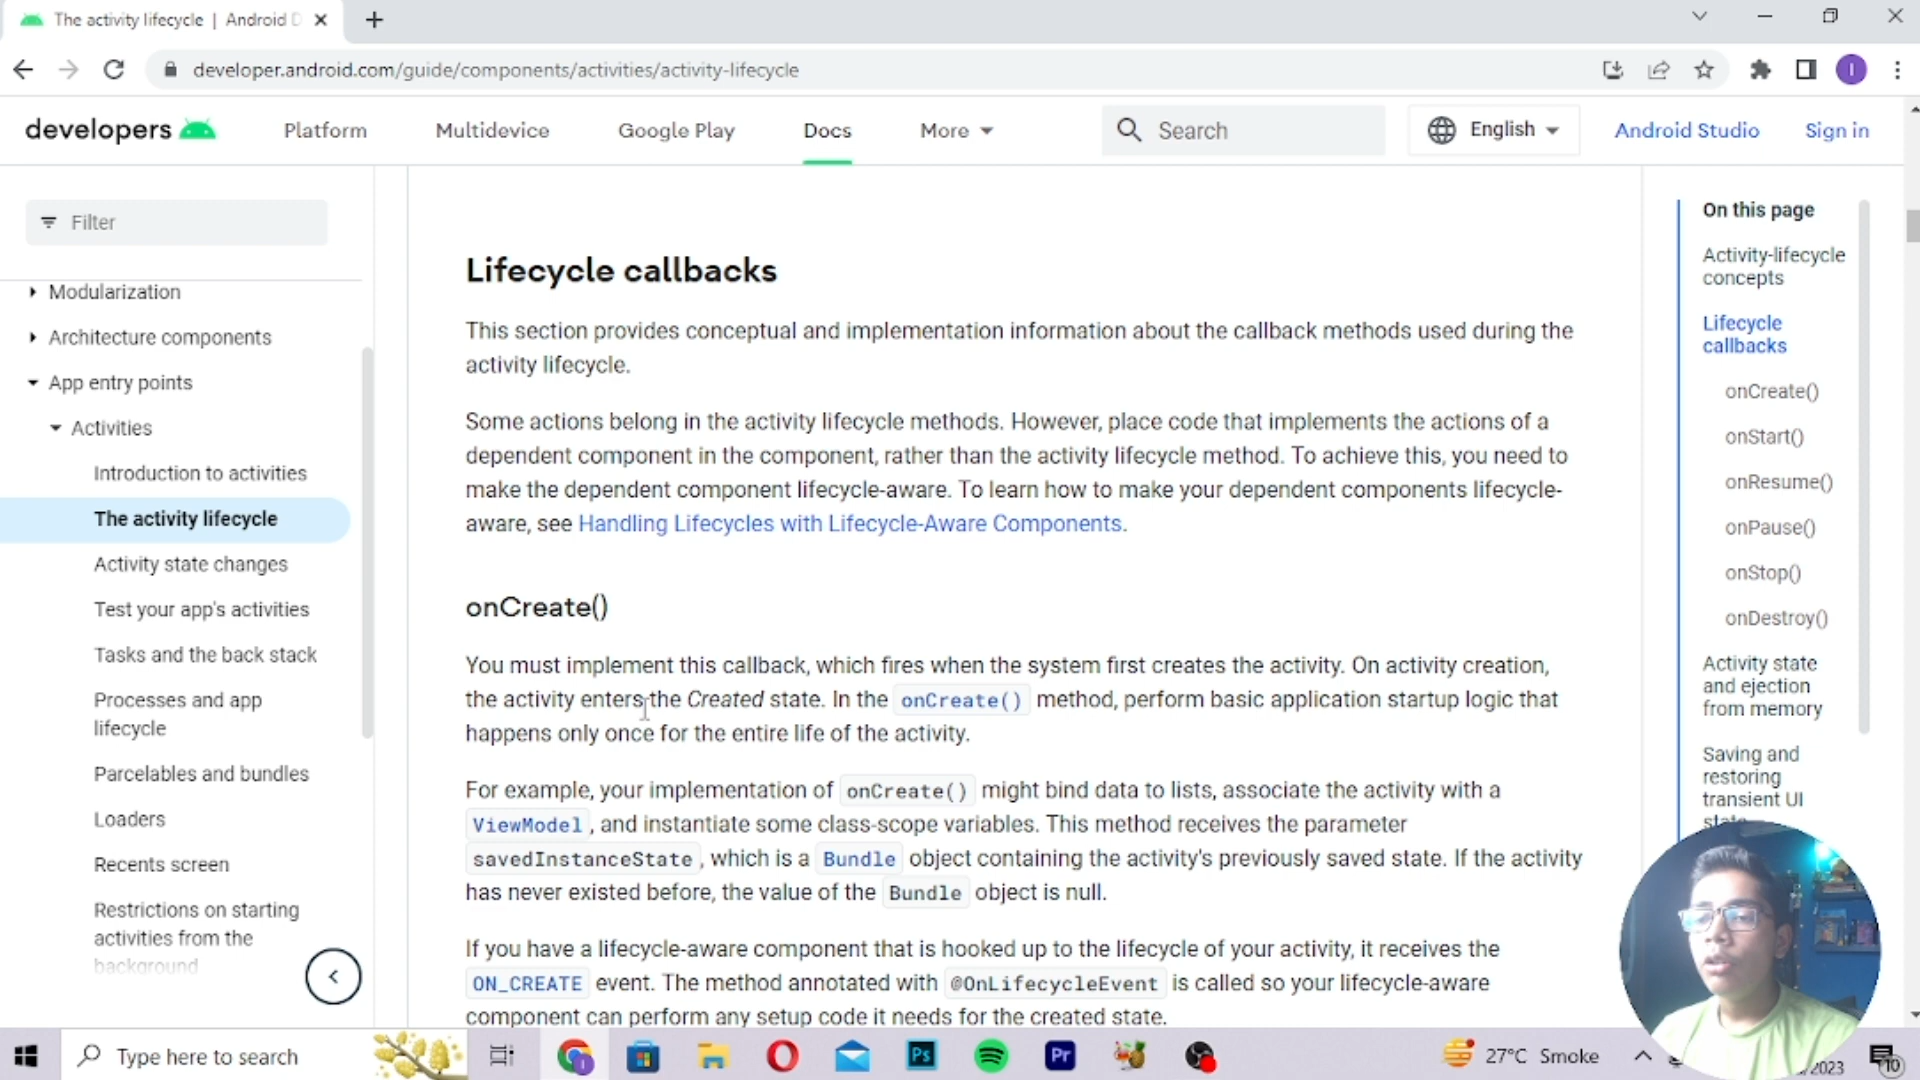 The activity lifecycle | Android D
developer.android.com/guide/components/activities/activity-lifecycle
I
developers
Platform
Multidevice
Google Play
Docs
More
Search
English
Android Studio
Sign in
Filter
Modularization
Architecture components
App entry points
Activities
Introduction to activities
The activity lifecycle
Activity state changes
Test your app's activities
Tasks and the back stack
Processes and app
lifecycle
Parcelables and bundles
Loaders
Recents screen
Restrictions on starting
activities from the
background
Lifecycle callbacks
This section provides conceptual and implementation information about the callback methods used during the
activity lifecycle.
Some actions belong in the activity lifecycle methods. However, place code that implements the actions of a
dependent component in the component, rather than the activity lifecycle method. To achieve this, you need to
make the dependent component lifecycle-aware. To learn how to make your dependent components lifecycle-
aware, see Handling Lifecycles with Lifecycle-Aware Components.
onCreate()
You must implement this callback, which fires when the system first creates the activity. On activity creation,
the activity enters the Created state. In the onCreate() method, perform basic application startup logic that
happens only once for the entire life of the activity.
For example, your implementation of onCreate() might bind data to lists, associate the activity with a
ViewModel, and instantiate some class-scope variables. This method receives the parameter
savedInstanceState, which is a Bundle object containing the activity's previously saved state. If the activity
has never existed before, the value of the Bundle object is null.
If you have a lifecycle-aware component that is hooked up to the lifecycle of your activity, it receives the
ON_CREATE event. The method annotated with @OnLifecycleEvent is called so your lifecycle-aware
component can perform any setup code it needs for the created state.
On this page
Activity-lifecycle
concepts
Lifecycle
callbacks
onCreate()
onStart()
onResume()
onPause()
onStop()
onDestroy()
Activity state
and ejection
from memory
Saving and
restoring
transient UI
state
Type here to search
Ps
Pr
27°C Smoke
/2023
10